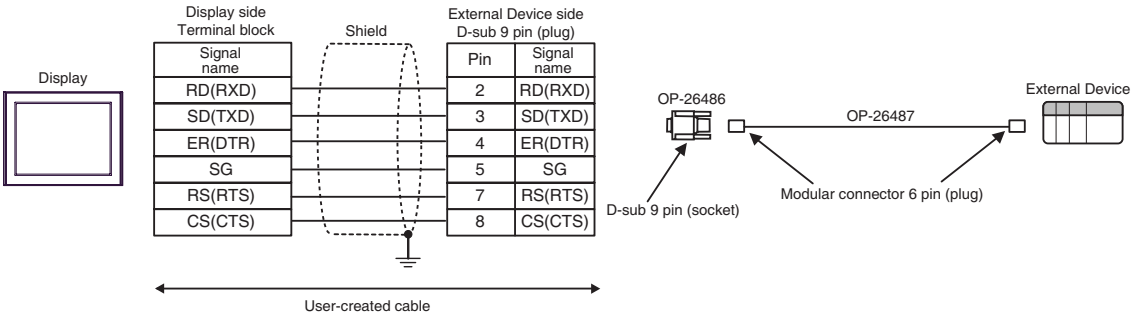 Display side
Terminal block
Shield
External Device side
D-sub 9 pin (plug)
Signal
name
Pin
Signal
name
RD(RXD)
2
RD(RXD)
SD(TXD)
3
SD(TXD)
ER(DTR)
4
ER(DTR)
SG
5
SG
RS(RTS)
7
RS(RTS)
CS(CTS)
8
CS(CTS)
Display
User-created cable
OP-26486
OP-26487
External Device
D-sub 9 pin (socket)
Modular connector 6 pin (plug)